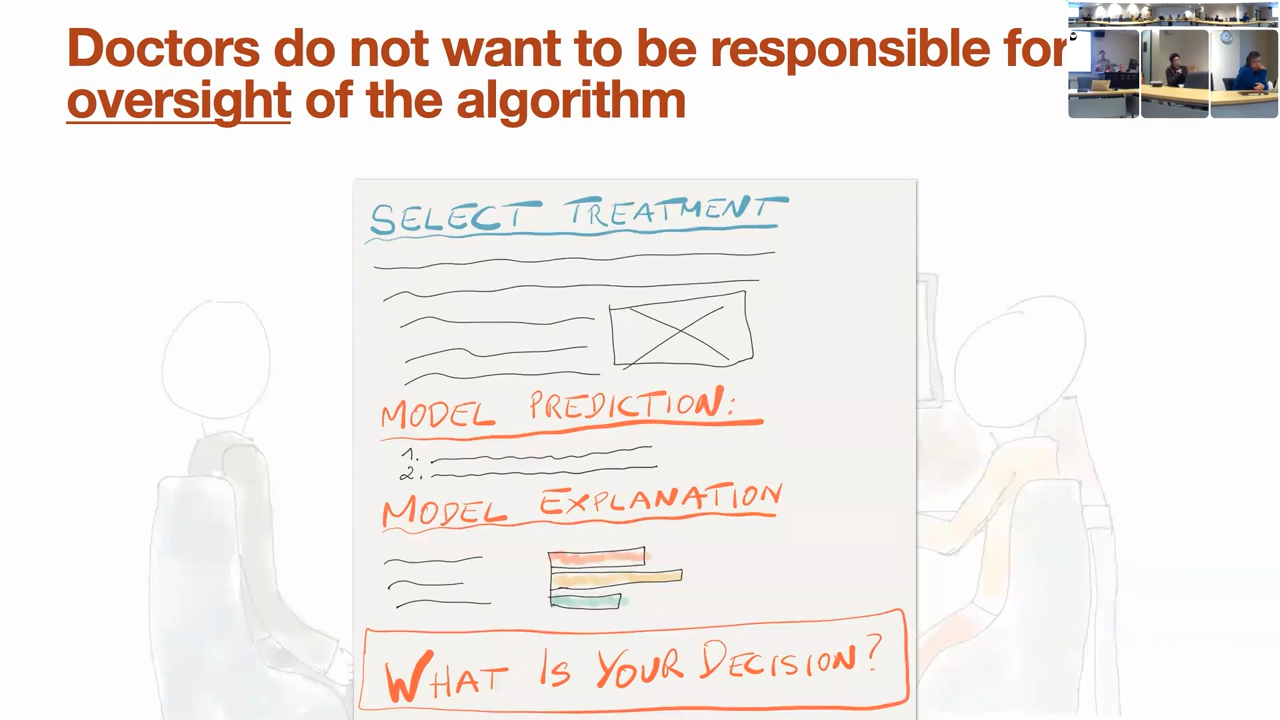 Doctors do not want to be responsible for
oversight of the algorithm
SELECT TREATMENT
MODEL PREDICTION:
1.
2.
MODEL EXPLANATION
WHAT IS YOUR DECISION?